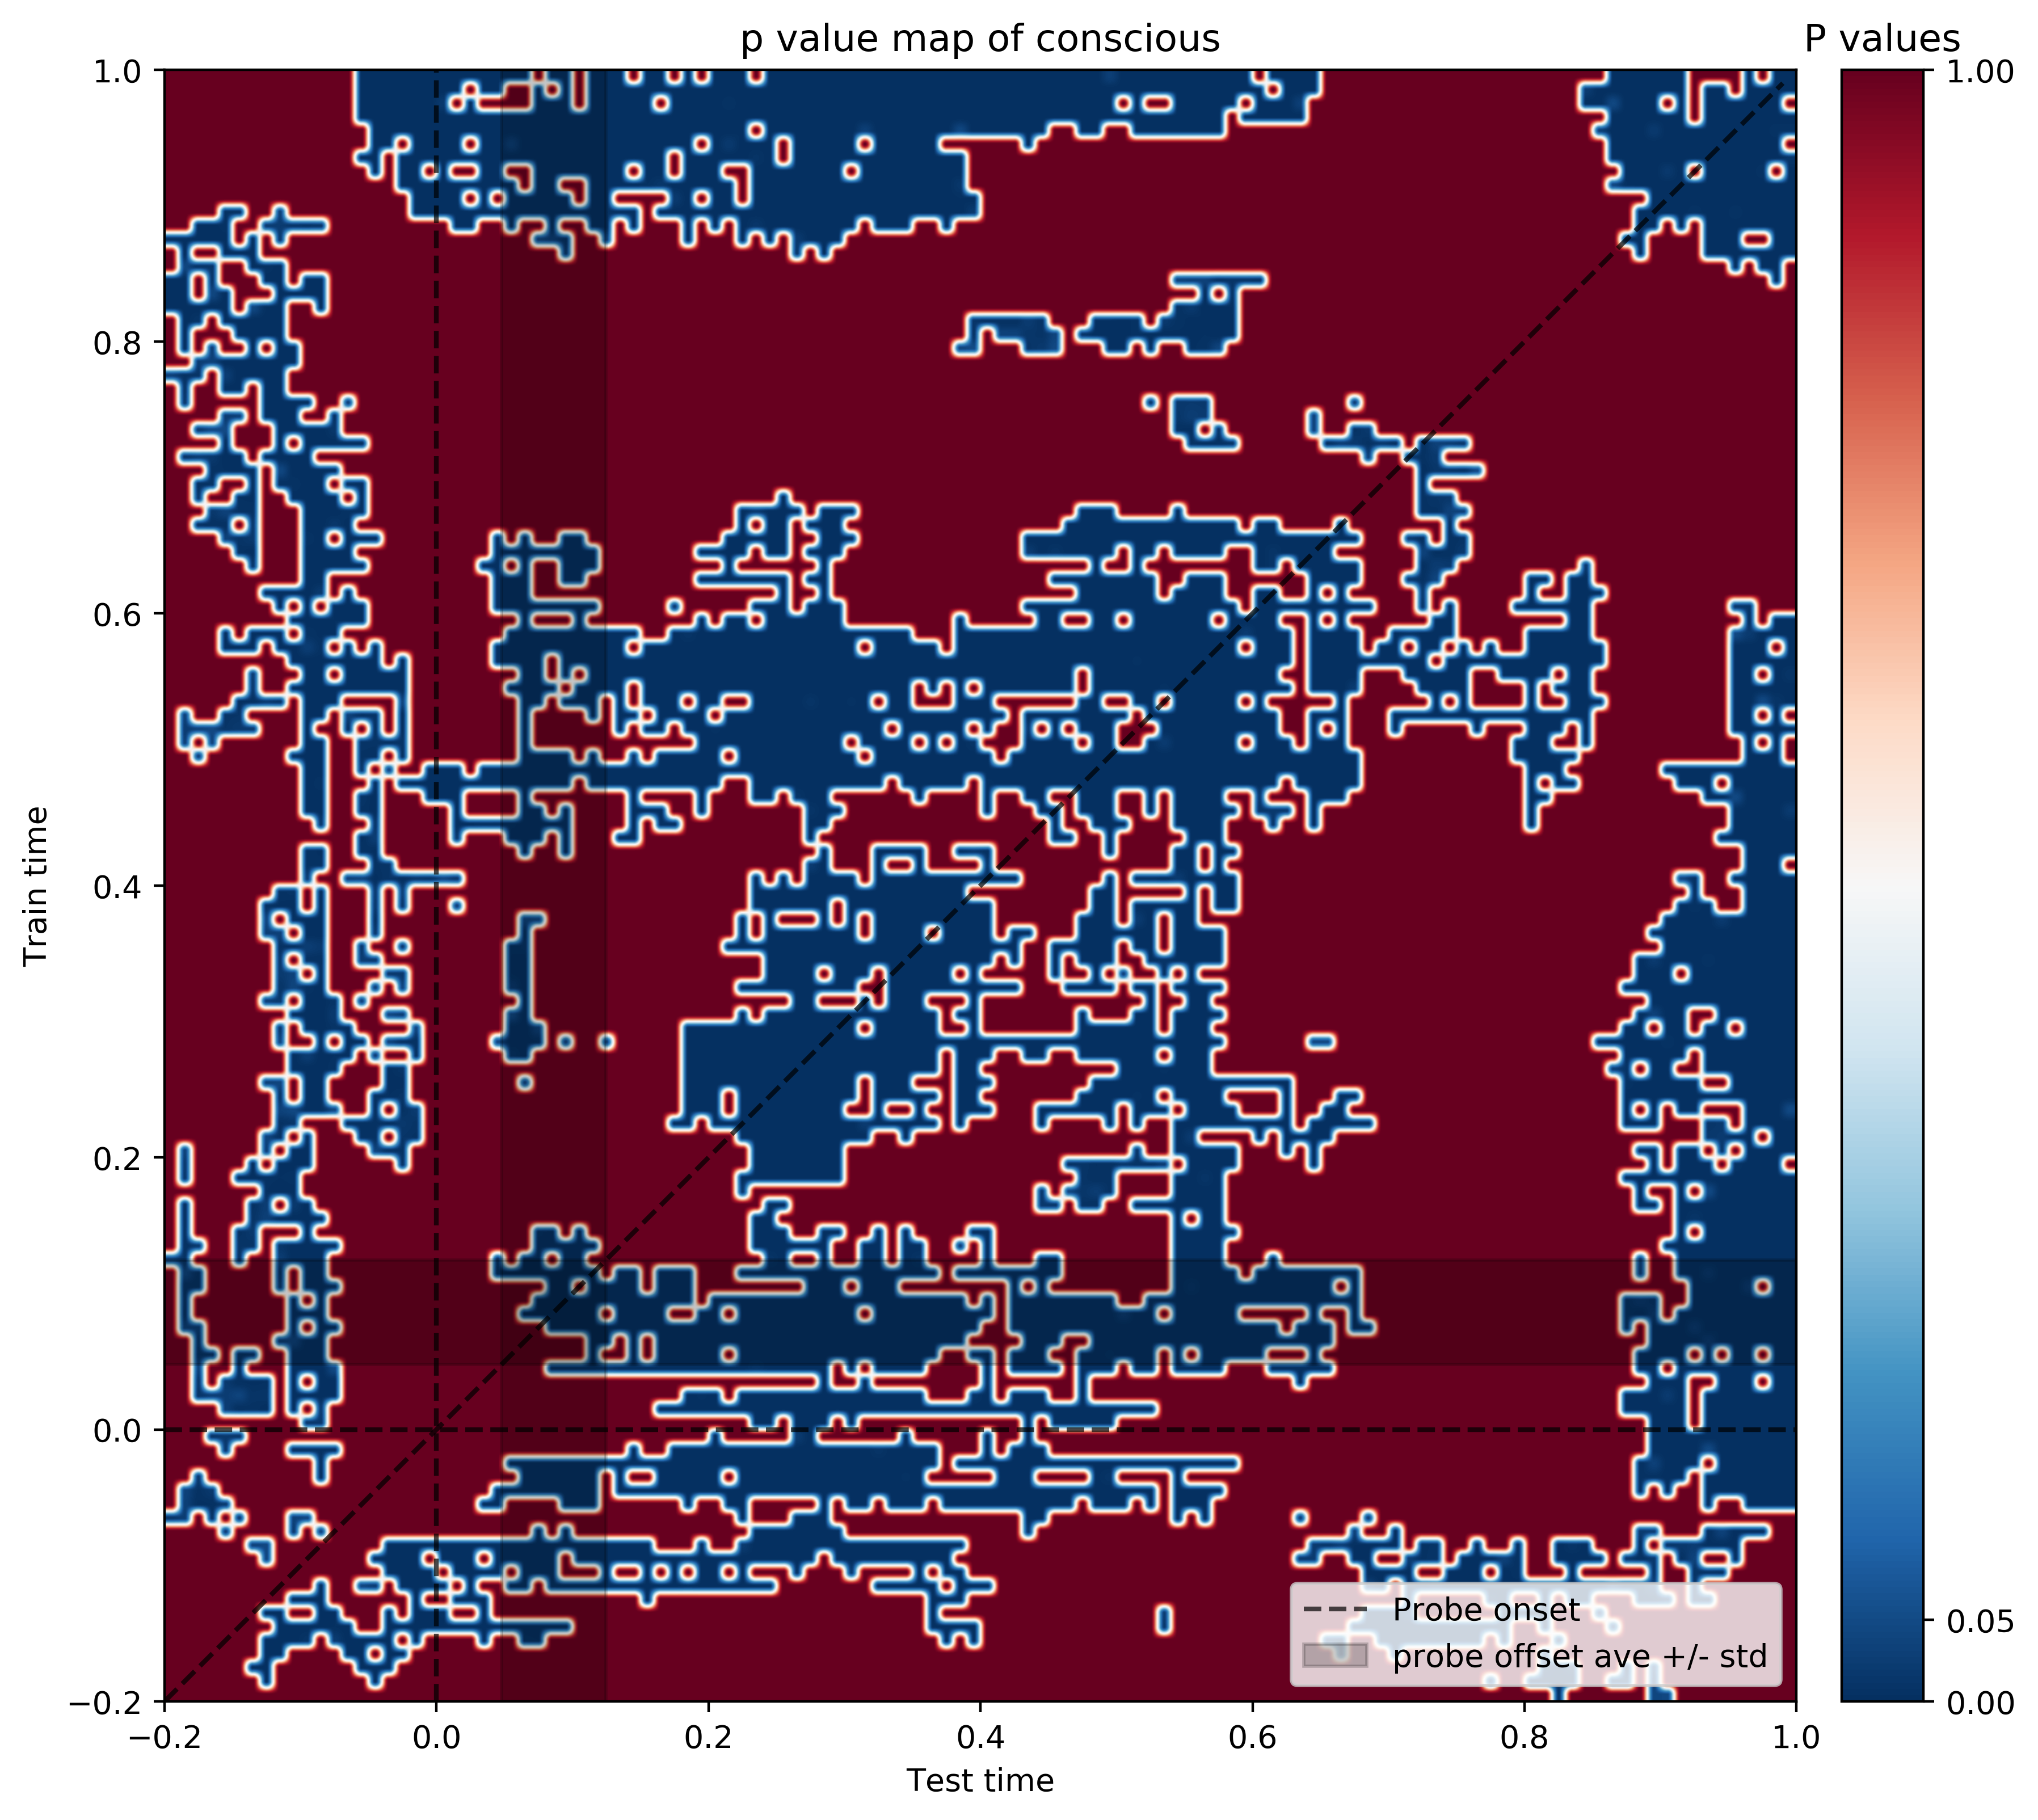 p value map of conscious
P values
1.00
0.05
0.00
Train time
1.0
0.8
0.6
0.4
0.2
0.0
−0.2
Probe onset
probe offset ave +/- std
−0.2 0.0 0.2 0.4 0.6 0.8 1.0
Test time